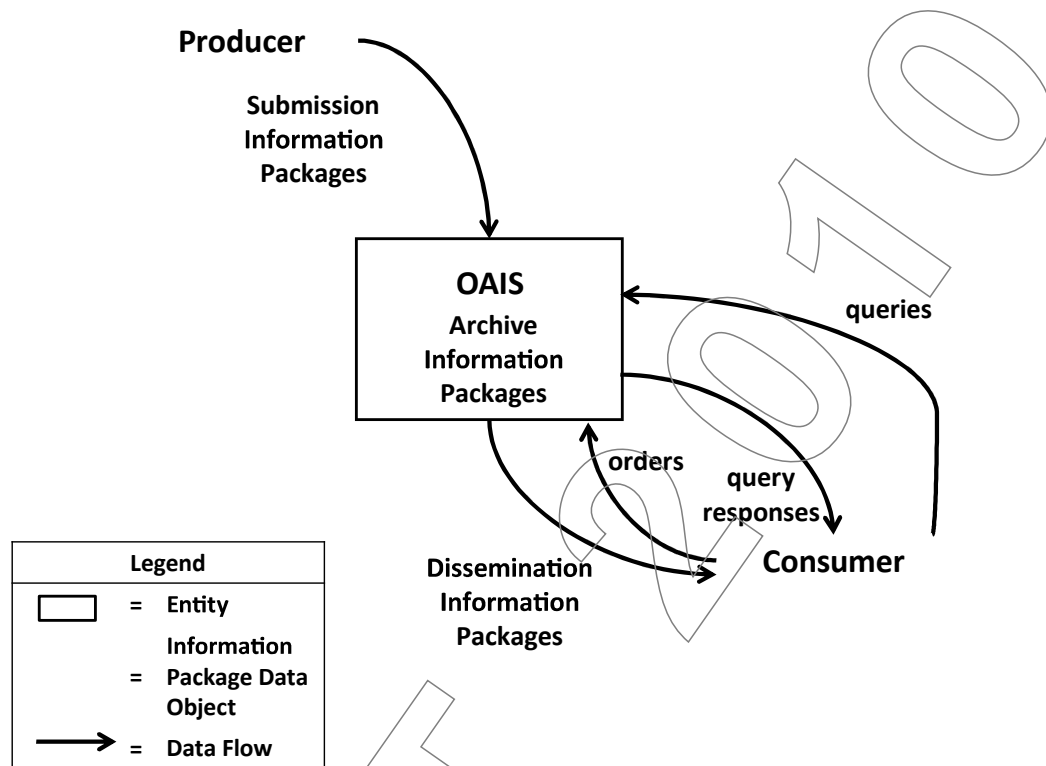 Producer
Submission
Information
Packages
OAIS
Archive
Information
Packages
queries
orders
query
responses
Consumer
Dissemination
Information
Packages
Legend
= Entity
Information
= Package Data
Object
= Data Flow
T 2010